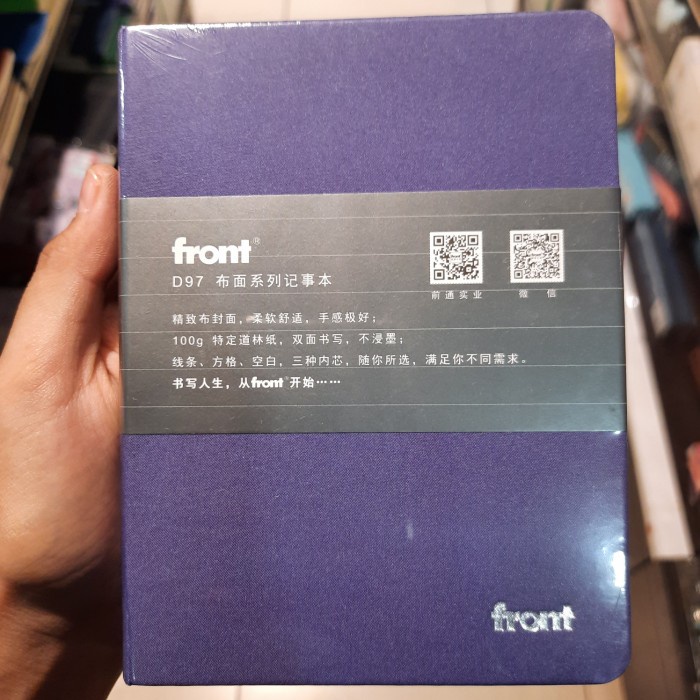 front®
D97 布面系列记事本
前通实业
微 信
精致布封面，柔软舒适，手感极好；
100g 特定道林纸，双面书写，不浸墨；
线条、方格、空白，三种内芯，随你所选，满足你不同需求。
书写人生，从front®开始……
front